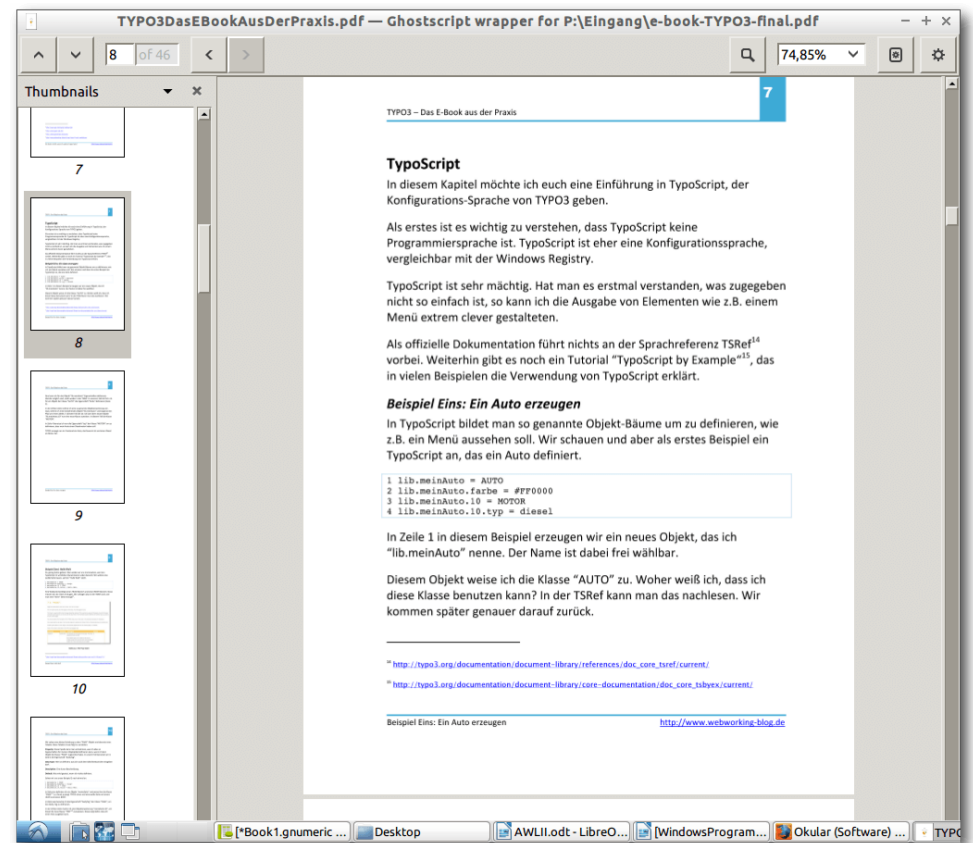 TYPO3DasEBookAusDerPraxis.pdf — Ghostscript wrapper for P:\Eingang\e-book-TYPO3-final.pdf
8 of 46
74,85%
Thumbnails
7
8
9
10
7
TYPO3 – Das E-Book aus der Praxis
TypoScript
In diesem Kapitel möchte ich euch eine Einführung in TypoScript, der
Konfigurations-Sprache von TYPO3 geben.
Als erstes ist es wichtig zu verstehen, dass TypoScript keine
Programmiersprache ist. TypoScript ist eher eine Konfigurationssprache,
vergleichbar mit der Windows Registry.
TypoScript ist sehr mächtig. Hat man es erstmal verstanden, was zugegeben
nicht so einfach ist, so kann ich die Ausgabe von Elementen wie z.B. einem
Menü extrem clever gestalteten.
Als offizielle Dokumentation führt nichts an der Sprachreferenz TSRef14
vorbei. Weiterhin gibt es noch ein Tutorial "TypoScript by Example"15, das
in vielen Beispielen die Verwendung von TypoScript erklärt.
Beispiel Eins: Ein Auto erzeugen
In TypoScript bildet man so genannte Objekt-Bäume um zu definieren, wie
z.B. ein Menü aussehen soll. Wir schauen und aber als erstes Beispiel ein
TypoScript an, das ein Auto definiert.
1 lib.meinAuto = AUTO
2 lib.meinAuto.farbe = #FF0000
3 lib.meinAuto.10 = MOTOR
4 lib.meinAuto.10.typ = diesel
In Zeile 1 in diesem Beispiel erzeugen wir ein neues Objekt, das ich
"lib.meinAuto" nenne. Der Name ist dabei frei wählbar.
Diesem Objekt weise ich die Klasse "AUTO" zu. Woher weiß ich, dass ich
diese Klasse benutzen kann? In der TSRef kann man das nachlesen. Wir
kommen später genauer darauf zurück.
http://typo3.org/documentation/document-library/references/doc_core_tsref/current/
http://typo3.org/documentation/document-library/core-documentation/doc_core_tsbyex/current/
Beispiel Eins: Ein Auto erzeugen http://www.webworking-blog.de
[*Book1.gnumeric ... Desktop AWLII.odt - LibreO... [WindowsProgram... Okular (Software) ... TYPO